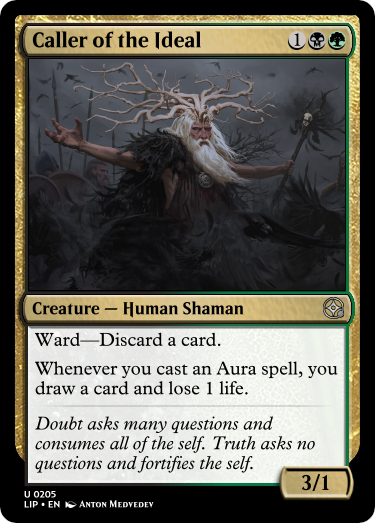 Caller of the Ideal 1
Creature — Human Shaman
Ward—Discard a card.
Whenever you cast an Aura spell, you
draw a card and lose 1 life.
Doubt asks many questions and
consumes all of the self. Truth asks no
questions and fortifies the self.
3/1
U 0205
LIP • EN Anton Medvedev